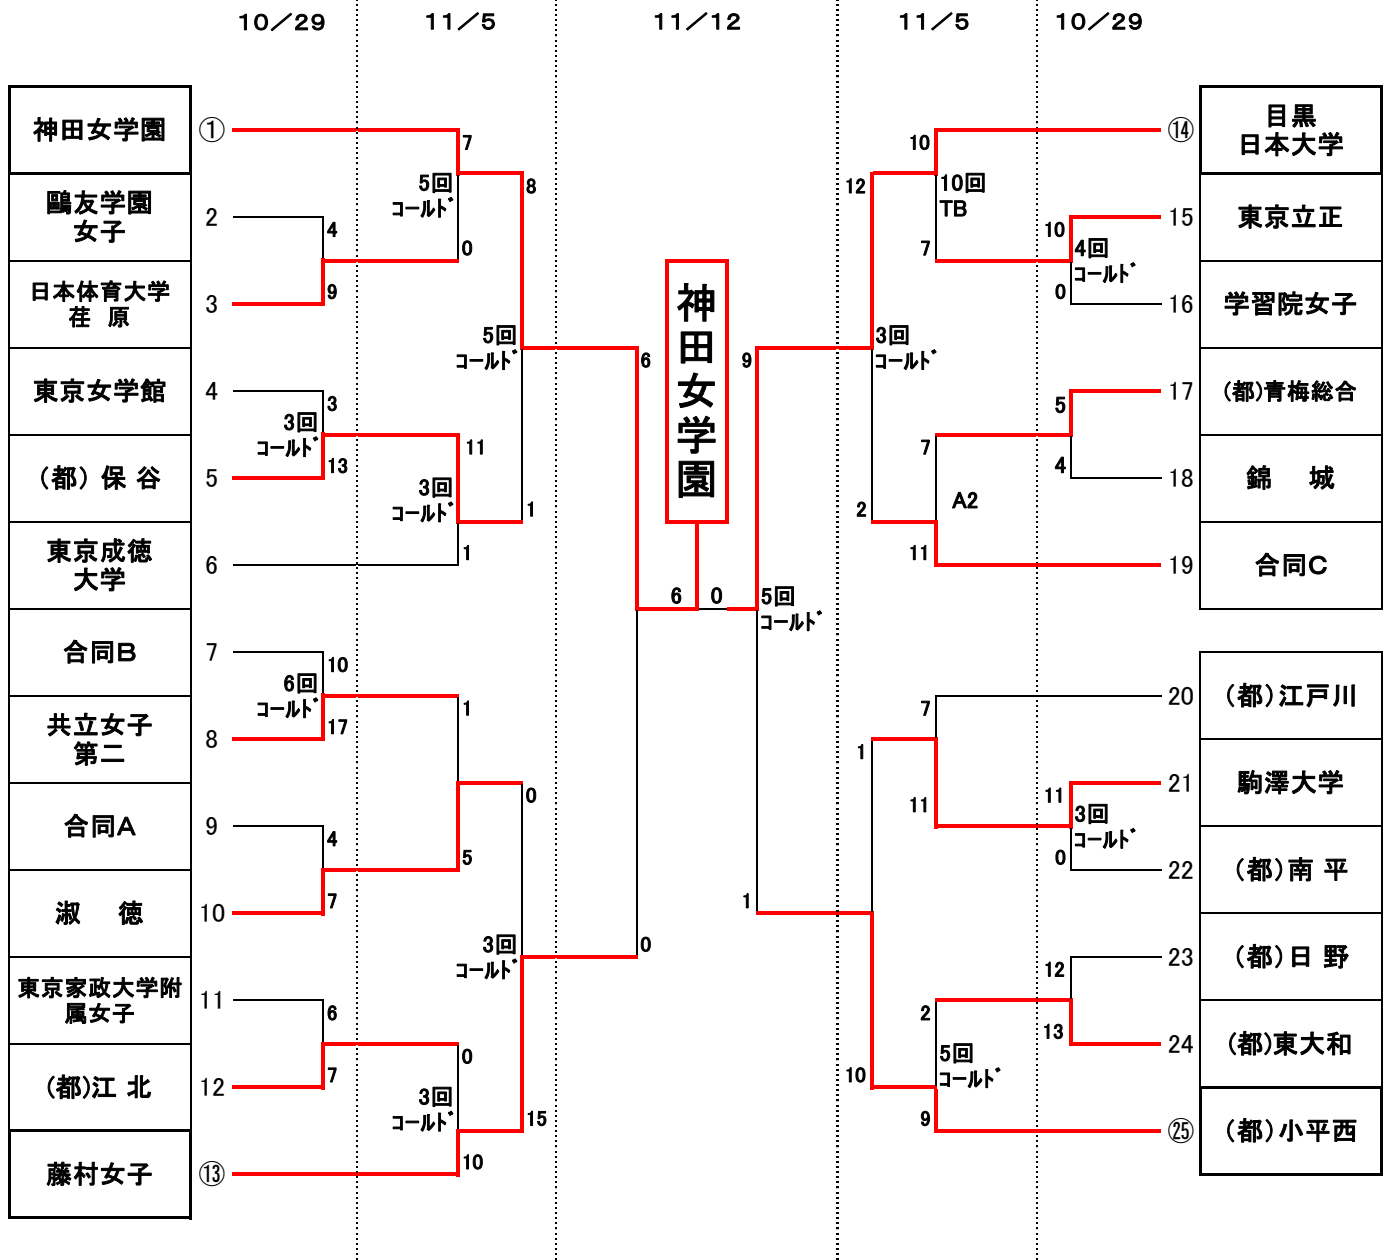 10／29
11／5
11／12
11／5
10／29
神田女学園
①
鷗友学園
女子
2
日本体育大学
荏 原
3
東京女学館
4
（都）保 谷
5
東京成徳
大学
6
合同B
7
共立女子
第二
8
合同A
9
淑 徳
10
東京家政大学附
属女子
11
（都）江 北
12
藤村女子
⑬
4
9
3
3回
ｺｰﾙﾄﾞ
13
10
6回
ｺｰﾙﾄﾞ
17
4
7
6
7
7
5回
ｺｰﾙﾄﾞ
0
11
3回
ｺｰﾙﾄﾞ
1
1
5
0
3回
ｺｰﾙﾄﾞ
10
8
5回
ｺｰﾙﾄﾞ
1
0
3回
ｺｰﾙﾄﾞ
15
6
0
神田女学園
6 0
9
5回
ｺｰﾙﾄﾞ
1
12
3回
ｺｰﾙﾄﾞ
2
1
10
10
10回
TB
7
7
A2
11
7
11
2
5回
ｺｰﾙﾄﾞ
9
10
4回
ｺｰﾙﾄﾞ
0
5
4
11
3回
ｺｰﾙﾄﾞ
0
12
13
⑭
目黒
日本大学
15
東京立正
16
学習院女子
17
（都）青梅総合
18
錦 城
19
合同C
20
（都）江戸川
21
駒澤大学
22
（都）南 平
23
（都）日 野
24
（都）東大和
㉕
（都）小平西